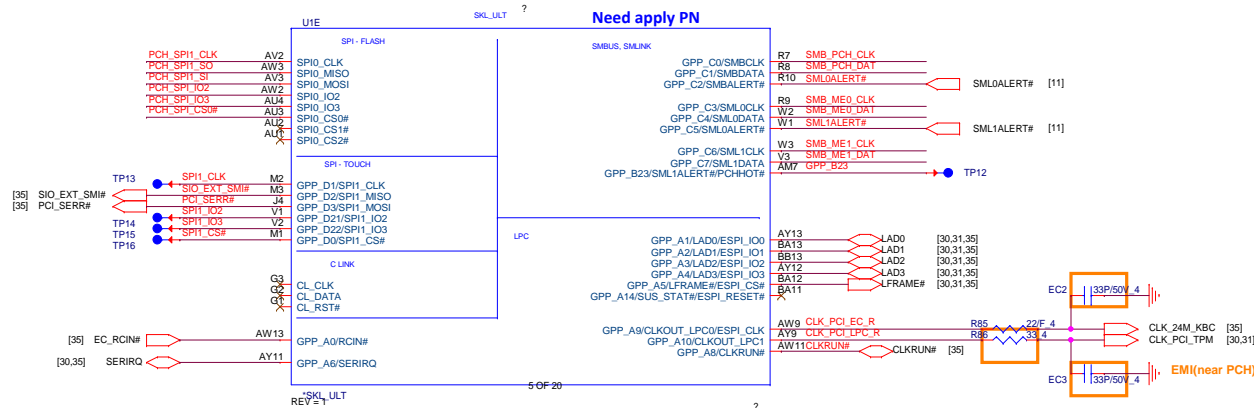 SKL_ULT
?
Need apply PN
U1E
SPI - FLASH
SMBUS, SMLINK
PCH_SPI1_CLK AV2 SPI0_CLK
PCH_SPI1_SO AW3 SPI0_MISO
PCH_SPI1_SI AV3 SPI0_MOSI
PCH_SPI1_IO2 AW2 SPI0_IO2
PCH_SPI1_IO3 AU4 SPI0_IO3
PCH_SPI1_CS0# AU3 SPI0_CS0#
AU2 SPI0_CS1#
AU1 SPI0_CS2#
GPP_C0/SMBCLK R7 SMB_PCH_CLK
GPP_C1/SMBDATA R8 SMB_PCH_DAT
GPP_C2/SMBALERT# R10 SML0ALERT# SML0ALERT# [11]
GPP_C3/SML0CLK R9 SMB_ME0_CLK
GPP_C4/SML0DATA W2 SMB_ME0_DAT
GPP_C5/SML0ALERT# W1 SML1ALERT# SML1ALERT# [11]
GPP_C6/SML1CLK W3 SMB_ME1_CLK
GPP_C7/SML1DATA V3 SMB_ME1_DAT
GPP_B23/SML1ALERT#/PCHHOT# AM7 GPP_B23 TP12
SPI - TOUCH
TP13 SPI1_CLK M2 GPP_D1/SPI1_CLK
[35] SIO_EXT_SMI# SIO_EXT_SMI# M3 GPP_D2/SPI1_MISO
[35] PCI_SERR# PCI_SERR# J4 GPP_D3/SPI1_MOSI
TP14 SPI1_IO2 V1 GPP_D21/SPI1_IO2
TP15 SPI1_IO3 V2 GPP_D22/SPI1_IO3
TP16 SPI1_CS# M1 GPP_D0/SPI1_CS#
LPC
GPP_A1/LAD0/ESPI_IO0 AY13 LAD0 [30,31,35]
GPP_A2/LAD1/ESPI_IO1 BA13 LAD1 [30,31,35]
GPP_A3/LAD2/ESPI_IO2 BB13 LAD2 [30,31,35]
GPP_A4/LAD3/ESPI_IO3 AY12 LAD3 [30,31,35]
GPP_A5/LFRAME#/ESPI_CS# BA12 LFRAME# [30,31,35]
GPP_A14/SUS_STAT#/ESPI_RESET# BA11
C LINK
G3 CL_CLK
G2 CL_DATA
G1 CL_RST#
EC2 33P/50V_4
[35] EC_RCIN# AW13 GPP_A0/RCIN#
[30,35] SERIRQ AY11 GPP_A6/SERIRQ
GPP_A9/CLKOUT_LPC0/ESPI_CLK AW9 CLK_PCI_EC_R R85 22/F_4 CLK_24M_KBC [35]
GPP_A10/CLKOUT_LPC1 AY9 CLK_PCI_LPC_R R86 33_4 CLK_PCI_TPM [30,31]
GPP_A8/CLKRUN# AW11 CLKRUN# CLKRUN# [35]
EC3 33P/50V_4
EMI(near PCH)
5 OF 20
*SKL_ULT
REV = 1
?